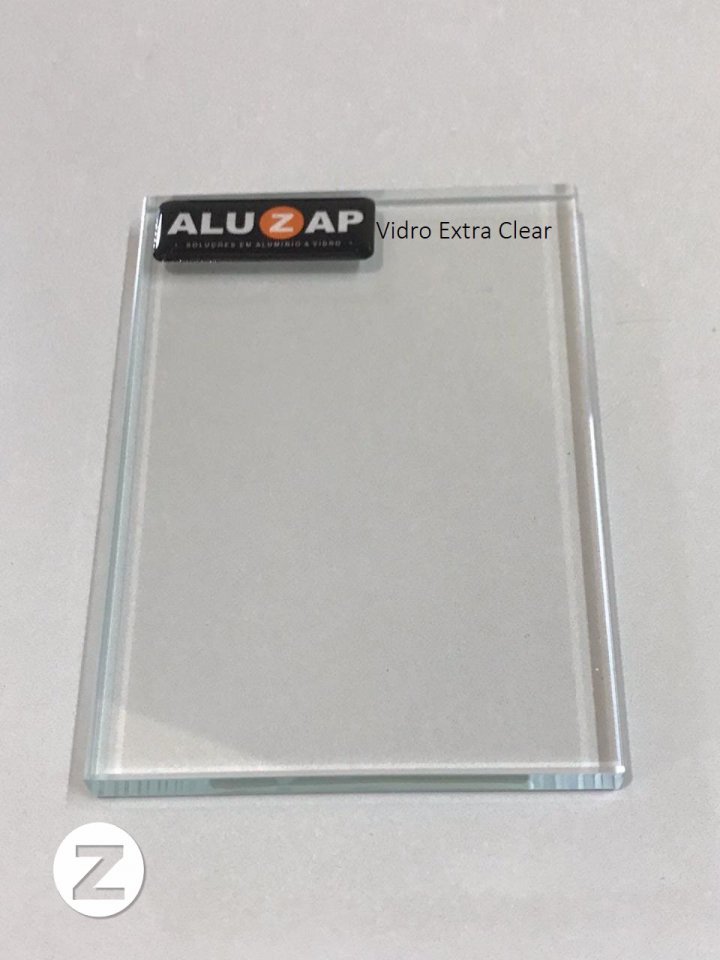 ALUZAP
SOLUÇÕES EM ALUMÍNIO & VIDRO
Vidro Extra Clear
Z